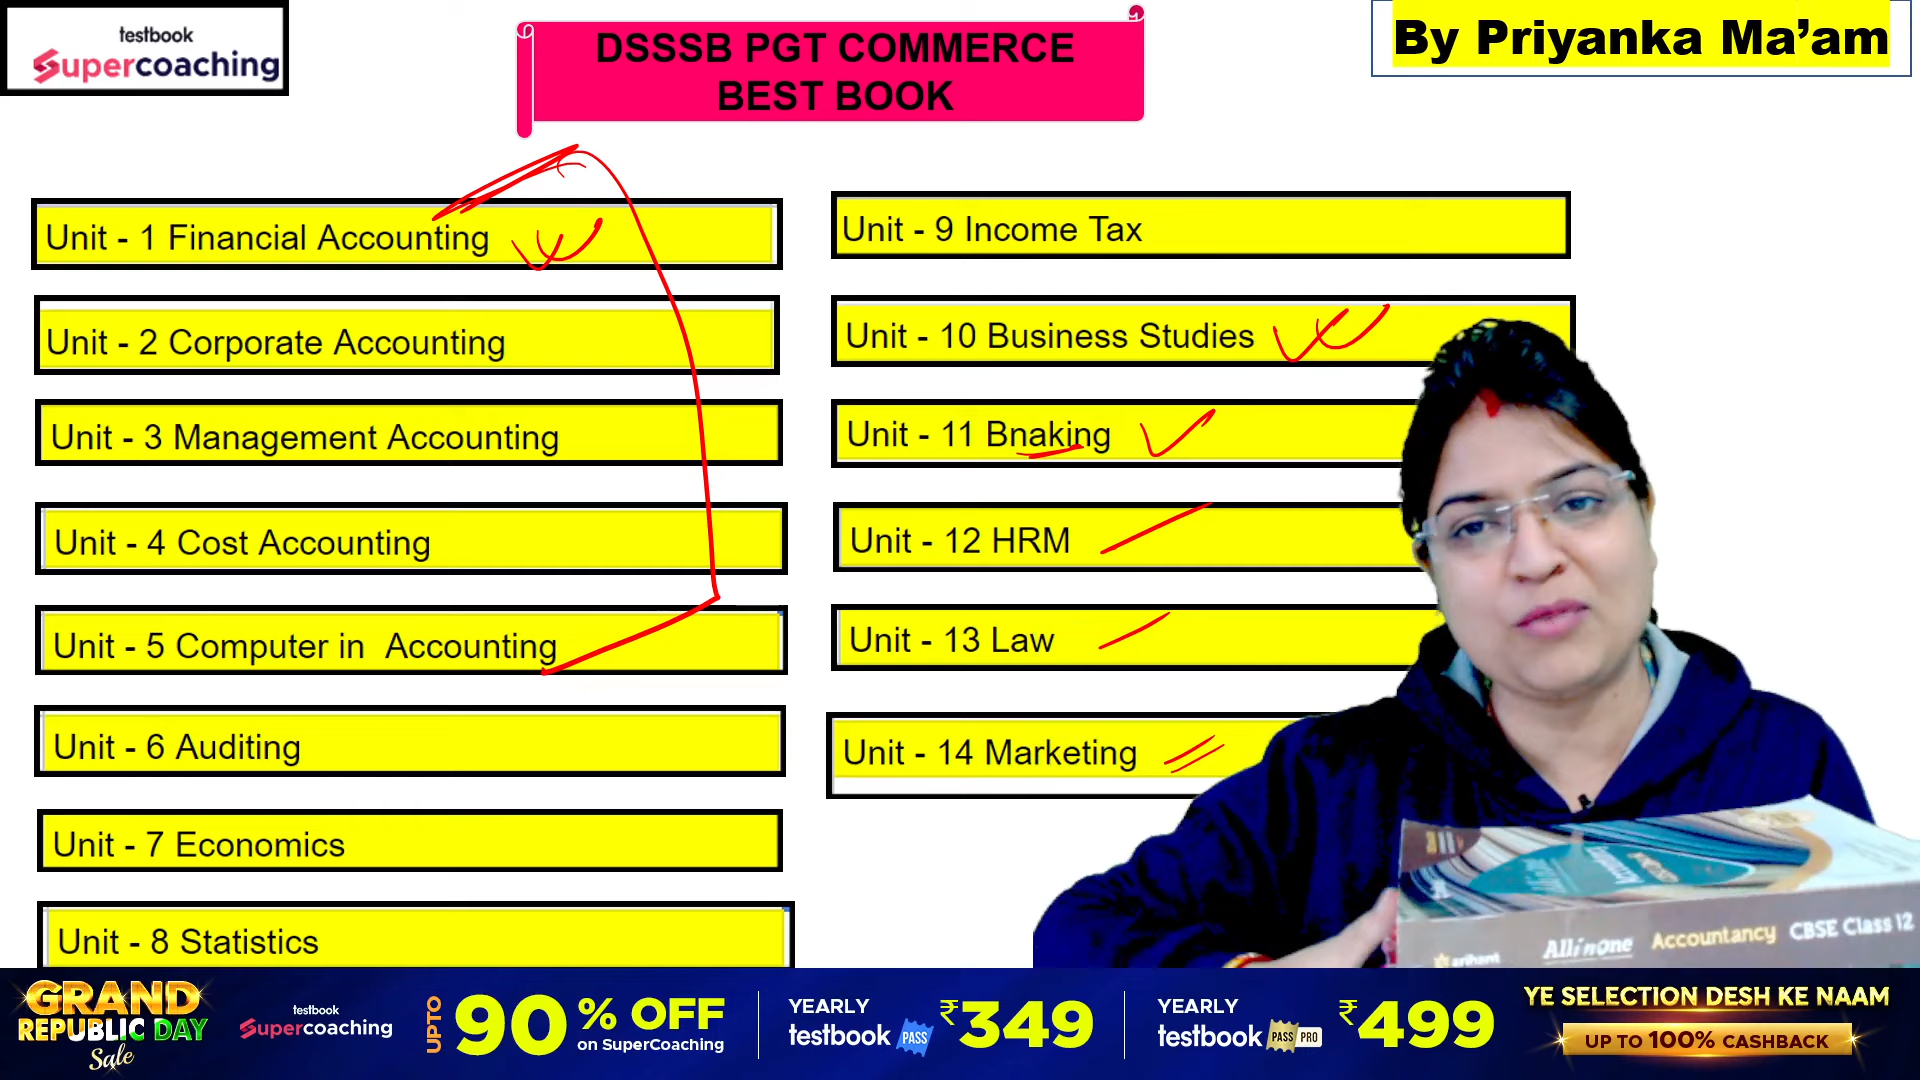 testbook
Supercoaching
DSSSB PGT COMMERCE
BEST BOOK
By Priyanka Ma’am
Unit - 1 Financial Accounting
Unit - 2 Corporate Accounting
Unit - 3 Management Accounting
Unit - 4 Cost Accounting
Unit - 5 Computer in  Accounting
Unit - 6 Auditing
Unit - 7 Economics
Unit - 8 Statistics
Unit - 9 Income Tax
Unit - 10 Business Studies
Unit - 11 Bnaking
Unit - 12 HRM
Unit - 13 Law
Unit - 14 Marketing
arihant All in one Accountancy CBSE Class 12
GRAND
REPUBLIC DAY
Sale
testbook
Supercoaching
UPTO 90% OFF
on SuperCoaching
YEARLY
testbook PASS ₹349
YEARLY
testbook PASS PRO ₹499
YE SELECTION DESH KE NAAM
UP TO 100% CASHBACK